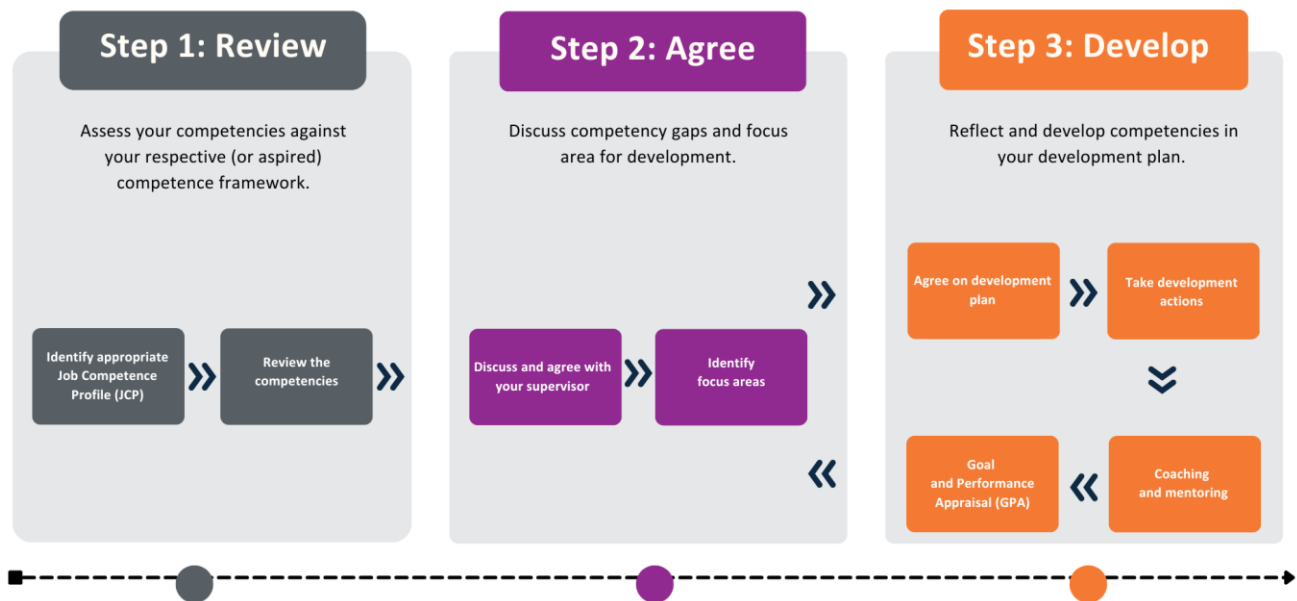 Step 1: Review
Assess your competencies against
your respective (or aspired)
competence framework.
Identify appropriate
Job Competence
Profile (JCP)
Review the
competencies
Step 2: Agree
Discuss competency gaps and focus
area for development.
Discuss and agree with
your supervisor
Identify
focus areas
Step 3: Develop
Reflect and develop competencies in
your development plan.
Agree on development
plan
Take development
actions
Coaching
and mentoring
Goal
and Performance
Appraisal (GPA)